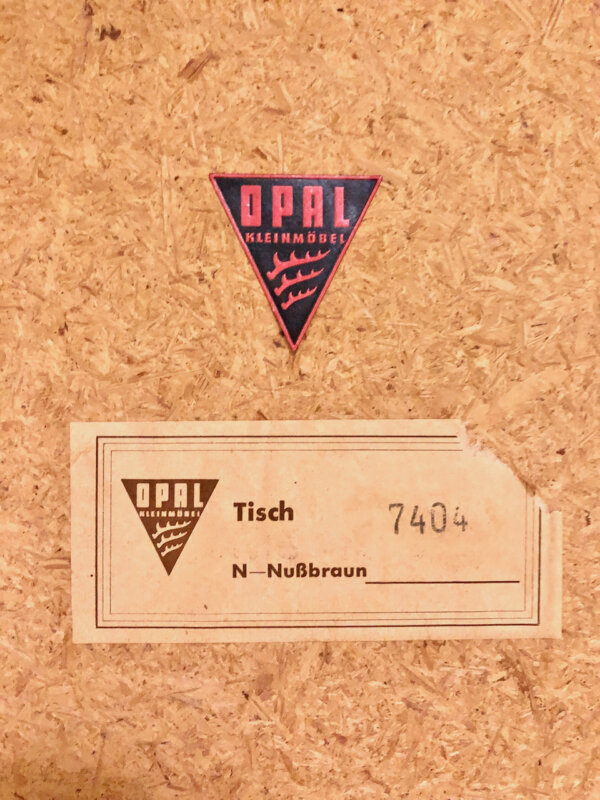 OPAL
KLEINMÖBEL
OPAL
KLEINMÖBEL
Tisch 7404
N—Nußbraun